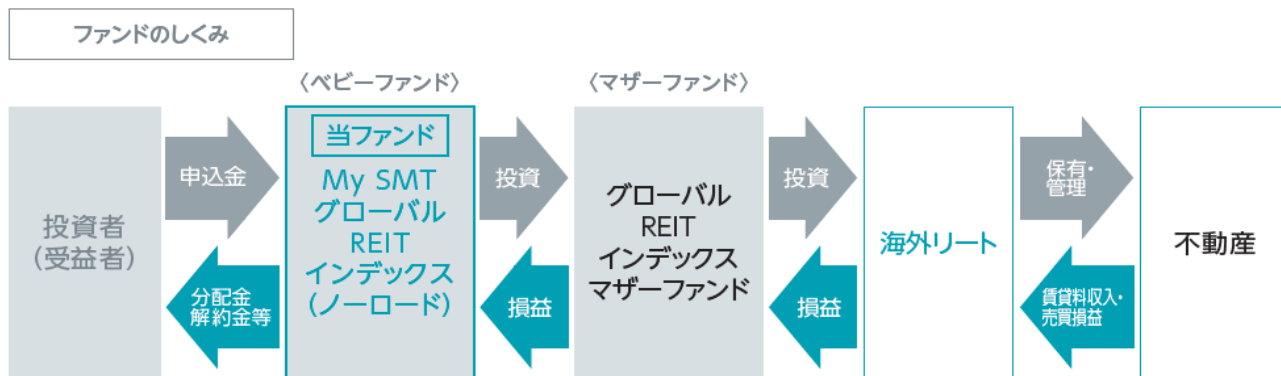 ファンドのしくみ
〈ベビーファンド〉
〈マザーファンド〉
投資者
(受益者)
申込金
分配金
解約金等
当ファンド
My SMT
グローバル
REIT
インデックス
(ノーロード)
投資
損益
グローバル
REIT
インデックス
マザーファンド
投資
損益
海外リート
保有・
管理
賃貸料収入・
売買損益
不動産